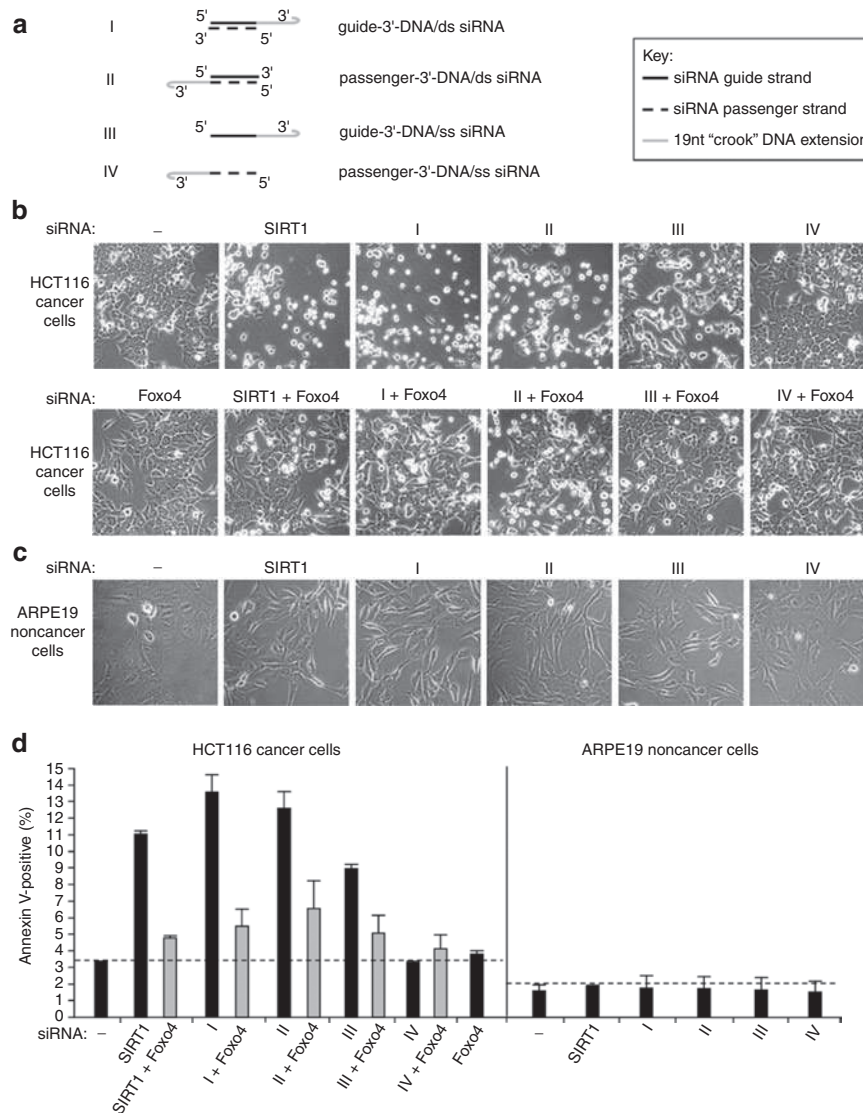 a
I 5' 3' guide-3'-DNA/ds siRNA
3' 5'
II 5' 3' passenger-3'-DNA/ds siRNA
3' 5'
III 5' 3' guide-3'-DNA/ss siRNA
IV 3' 5' passenger-3'-DNA/ss siRNA
Key:
siRNA guide strand
siRNA passenger strand
19nt “crook” DNA extension
b
siRNA: – SIRT1 I II III IV
HCT116
cancer
cells
siRNA: Foxo4 SIRT1 + Foxo4 I + Foxo4 II + Foxo4 III + Foxo4 IV + Foxo4
HCT116
cancer
cells
c
siRNA: – SIRT1 I II III IV
ARPE19
noncancer
cells
d
HCT116 cancer cells ARPE19 noncancer cells
Annexin V-positive (%)
15
14
13
12
11
10
9
8
7
6
5
4
3
2
1
0
siRNA: – SIRT1 SIRT1 + Foxo4 I I + Foxo4 II II + Foxo4 III III + Foxo4 IV IV + Foxo4 Foxo4 – SIRT1 I II III IV